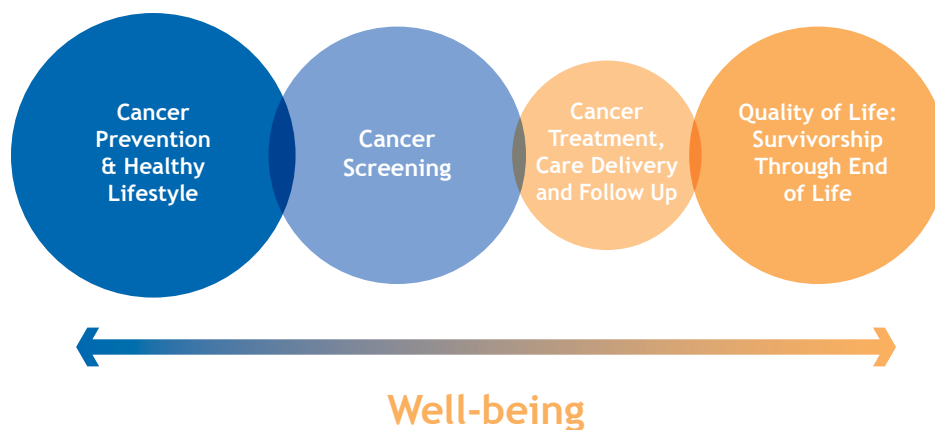 Cancer
Prevention
& Healthy
Lifestyle
Cancer
Screening
Cancer
Treatment,
Care Delivery
and Follow Up
Quality of Life:
Survivorship
Through End
of Life
Well-being